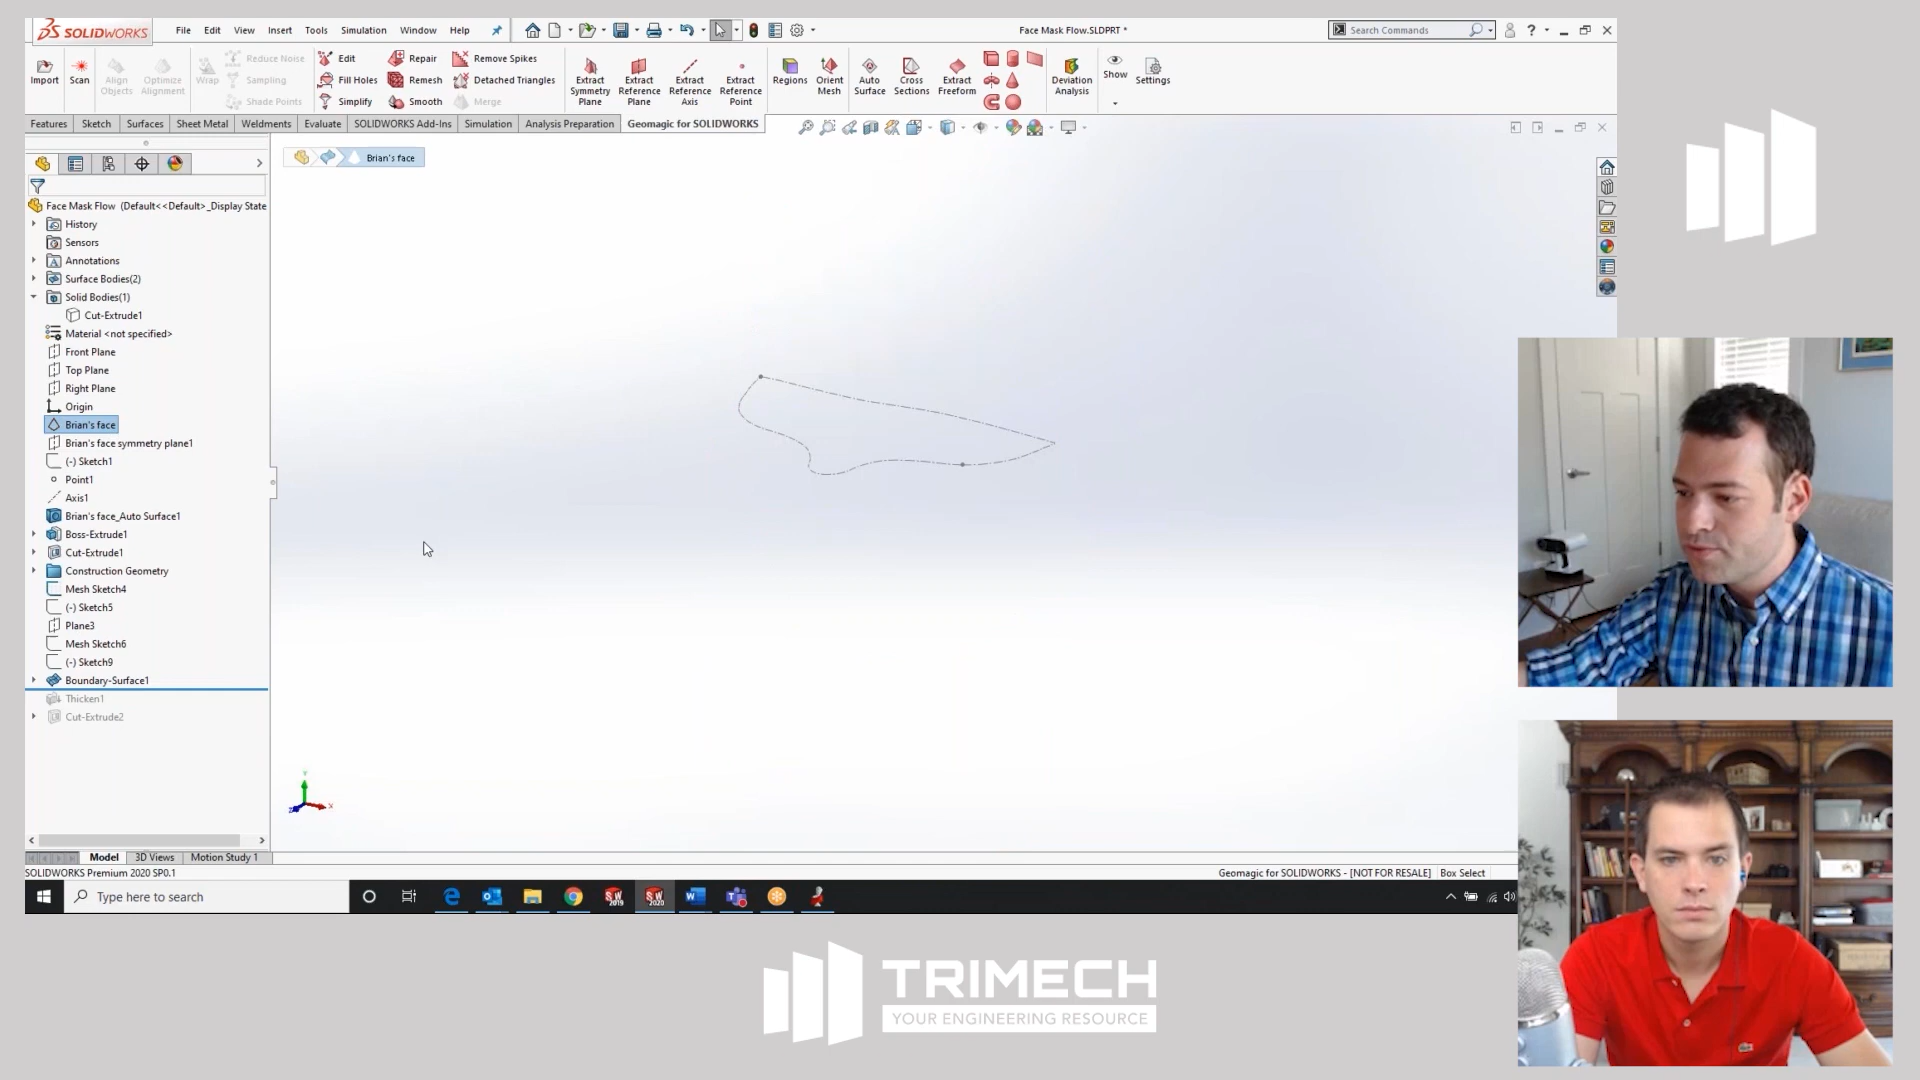 SOLIDWORKS File Edit View Insert Tools Simulation Window Help Face Mask Flow.SLDPRT * Search Commands ?
Import Scan Align Objects Optimize Alignment Wrap Reduce Noise Sampling Shade Points Edit Fill Holes Simplify Repair Remesh Smooth Remove Spikes Detached Triangles Merge Extract Symmetry Plane Extract Reference Plane Extract Reference Axis Extract Reference Point Regions Orient Mesh Auto Surface Cross Sections Extract Freeform Deviation Analysis Show Settings
Features Sketch Surfaces Sheet Metal Weldments Evaluate SOLIDWORKS Add-Ins Simulation Analysis Preparation Geomagic for SOLIDWORKS
Brian's face
Face Mask Flow (Default<<Default>_Display State
History
Sensors
Annotations
Surface Bodies(2)
Solid Bodies(1)
Cut-Extrude1
Material <not specified>
Front Plane
Top Plane
Right Plane
Origin
Brian's face
Brian's face symmetry plane1
(-) Sketch1
Point1
Axis1
Brian's face_Auto Surface1
Boss-Extrude1
Cut-Extrude1
Construction Geometry
Mesh Sketch4
(-) Sketch5
Plane3
Mesh Sketch6
(-) Sketch9
Boundary-Surface1
Thicken1
Cut-Extrude2
Y
X
Z
Model 3D Views Motion Study 1
SOLIDWORKS Premium 2020 SP0.1 Geomagic for SOLIDWORKS - [NOT FOR RESALE] Box Select
Type here to search SW 2019 SW 2020
TRIMECH
YOUR ENGINEERING RESOURCE